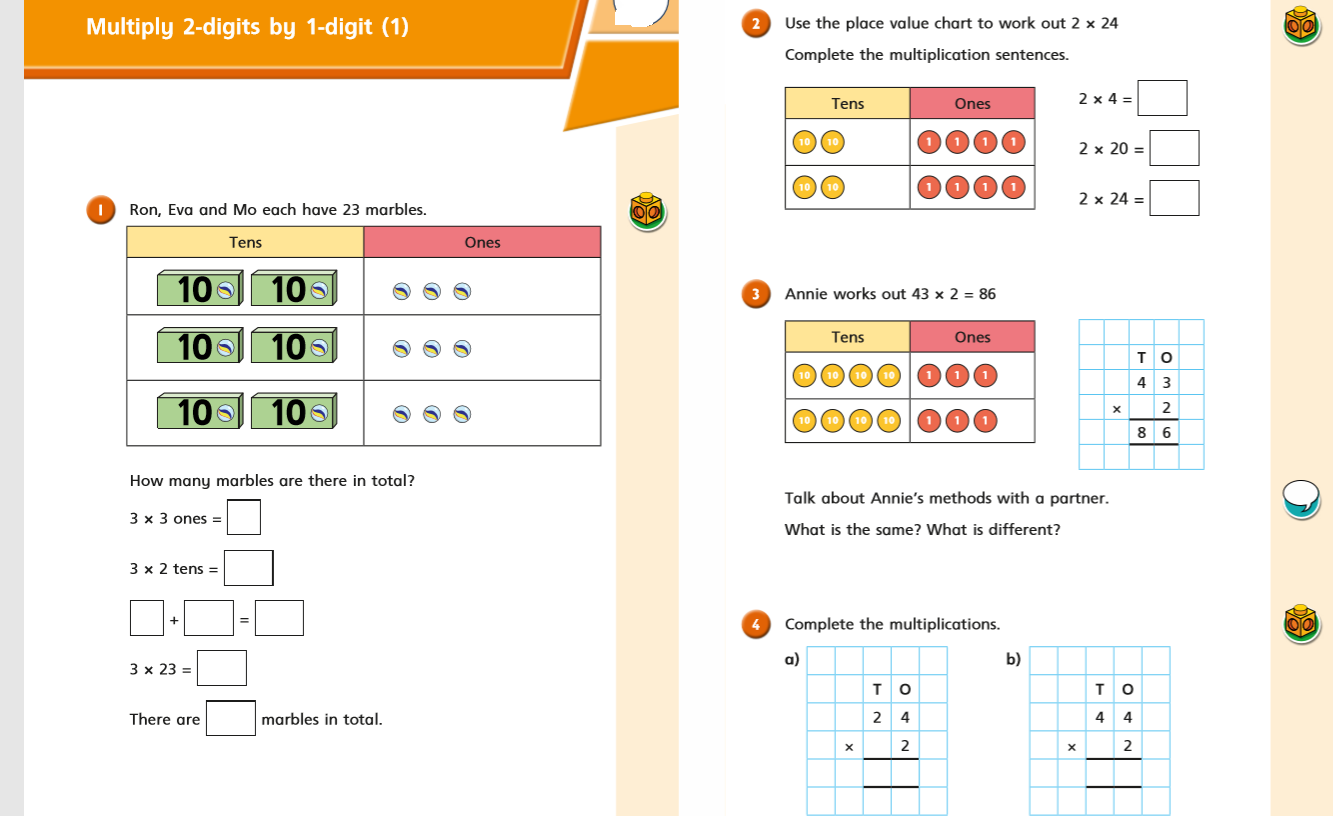 Multiply 2-digits by 1-digit (1)
1 Ron, Eva and Mo each have 23 marbles.
Tens Ones
10 10
10 10
10 10
How many marbles are there in total?
3 × 3 ones =
3 × 2 tens =
+ =
3 × 23 =
There are marbles in total.
2 Use the place value chart to work out 2 × 24
Complete the multiplication sentences.
Tens Ones
10 10 1 1 1 1
10 10 1 1 1 1
2 × 4 =
2 × 20 =
2 × 24 =
3 Annie works out 43 × 2 = 86
Tens Ones
10 10 10 10 1 1 1
10 10 10 10 1 1 1
T O
4 3
× 2
8 6
Talk about Annie's methods with a partner.
What is the same? What is different?
4 Complete the multiplications.
a)
T O
2 4
× 2
b)
T O
4 4
× 2